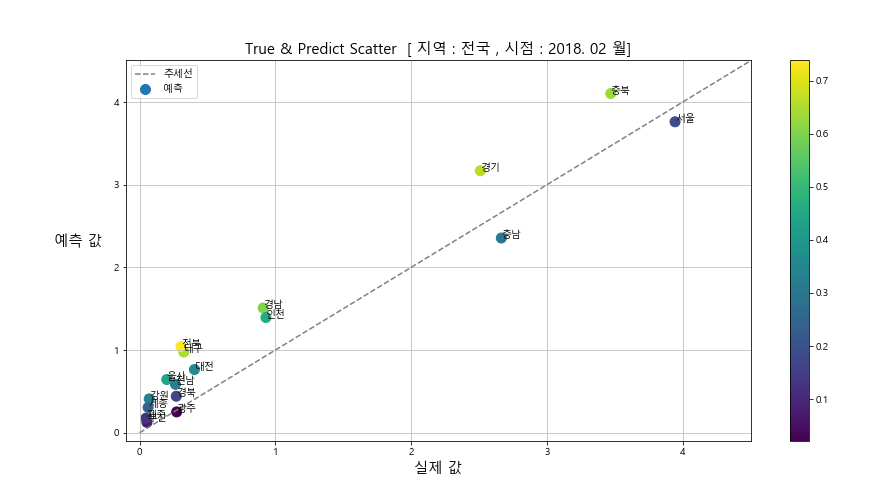 True & Predict Scatter [ 지역 : 전국 , 시점 : 2018. 02 월]
주세선
예측
충북
서울
경기
충남
경남
인천
전북
대구
대전
울산
전남
강원
경북
세종
광주
부산
예측 값
실제 값
0
1
2
3
4
0
1
2
3
4
0.7
0.6
0.5
0.4
0.3
0.2
0.1